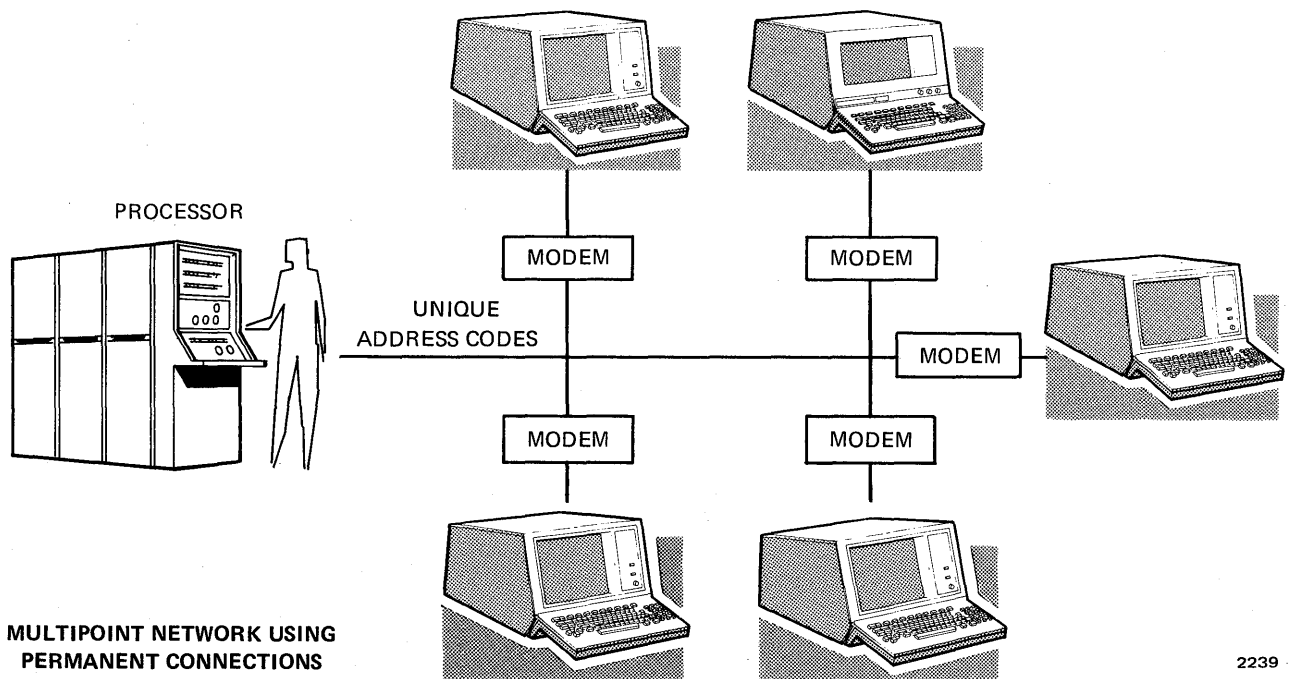 PROCESSOR
MODEM
MODEM
UNIQUE
ADDRESS CODES
MODEM
MODEM
MODEM
MULTIPOINT NETWORK USING
PERMANENT CONNECTIONS
2239